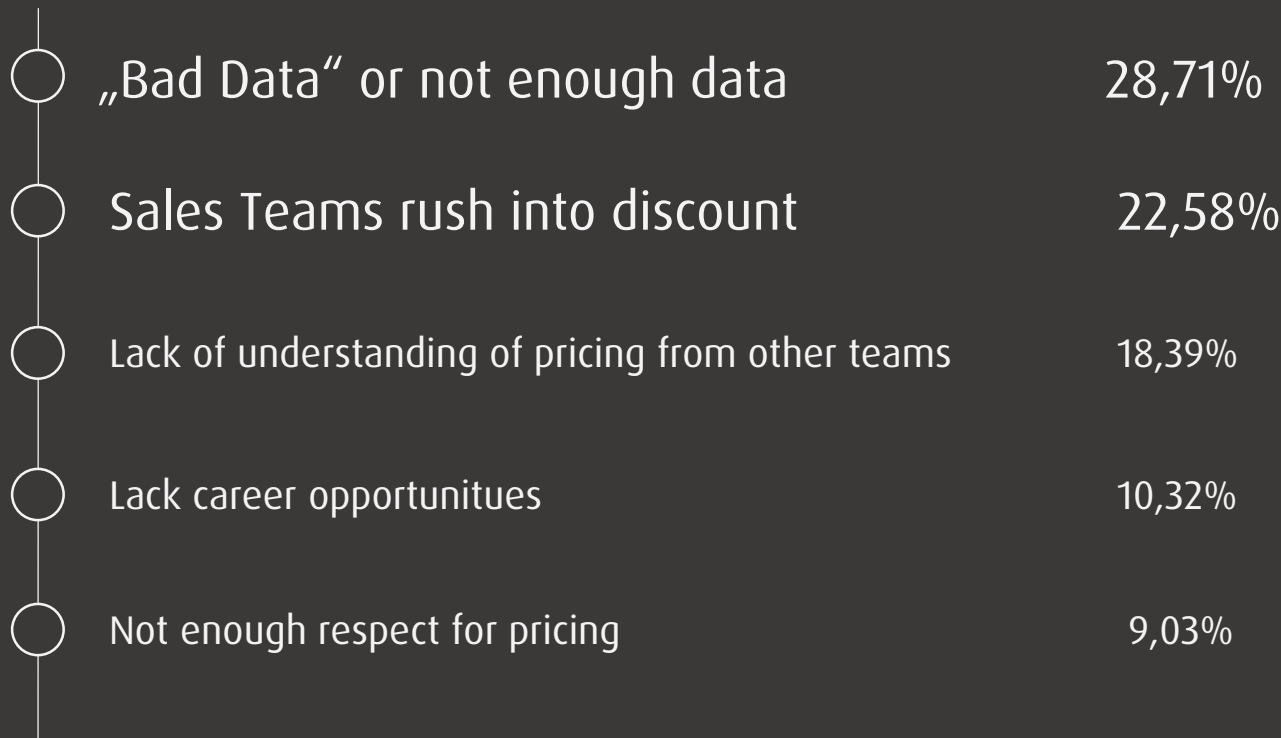 „Bad Data“ or not enough data 28,71%
Sales Teams rush into discount 22,58%
Lack of understanding of pricing from other teams 18,39%
Lack career opportunitues 10,32%
Not enough respect for pricing 9,03%